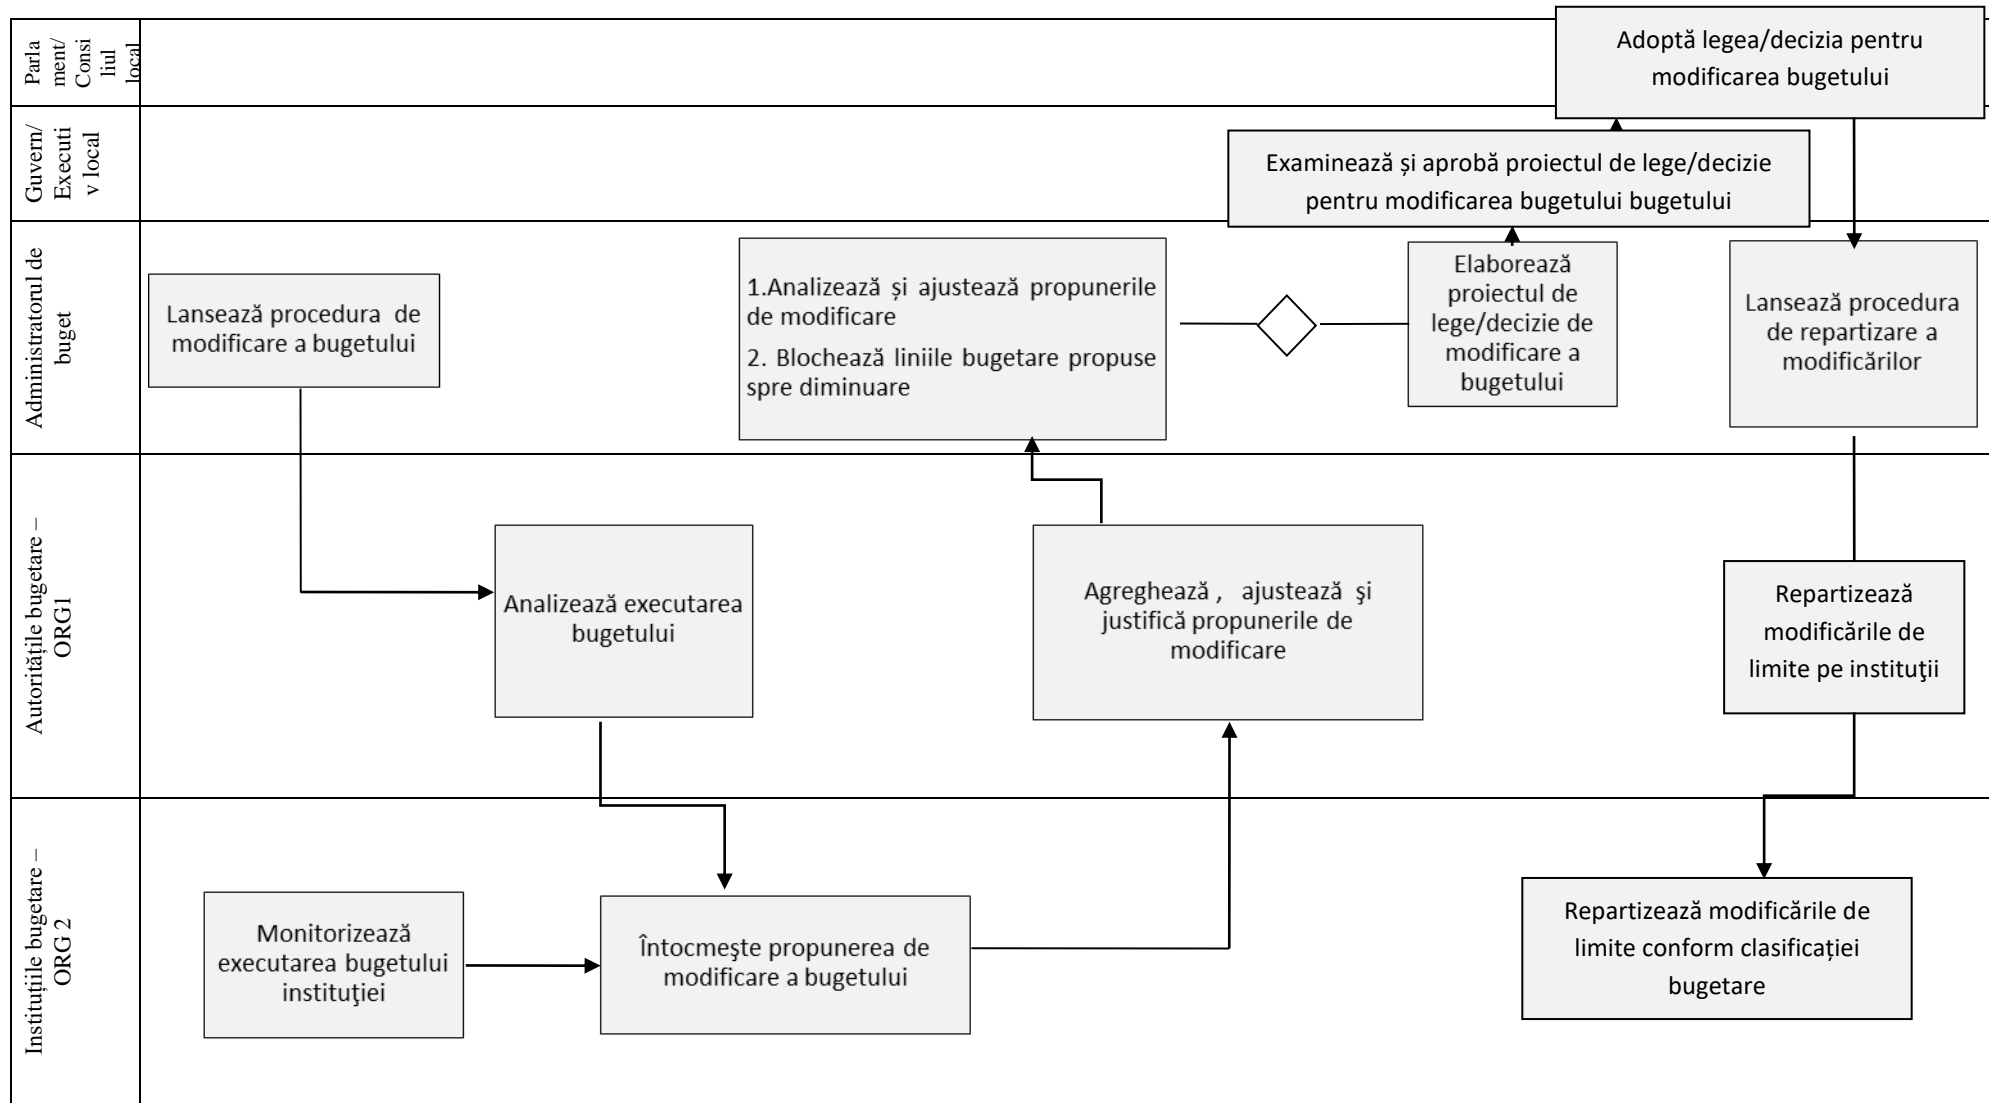 Parla
ment/
Consi
liul
local
Adoptă legea/decizia pentru
modificarea bugetului
Guvern/
Executi
v local
Examinează și aprobă proiectul de lege/decizie
pentru modificarea bugetului bugetului
Administratorul de
buget
Lansează procedura de
modificare a bugetului
1.Analizează și ajustează propunerile
de modificare
2. Blochează liniile bugetare propuse
spre diminuare
Elaborează
proiectul de
lege/decizie de
modificare a
bugetului
Lansează procedura
de repartizare a
modificărilor
Autoritățile bugetare –
ORG1
Analizează executarea
bugetului
Agreghează , ajustează şi
justifică propunerile de
modificare
Repartizează
modificările de
limite pe instituţii
Instituțiile bugetare –
ORG 2
Monitorizează
executarea bugetului
instituţiei
Întocmeşte propunerea de
modificare a bugetului
Repartizează modificările de
limite conform clasificației
bugetare